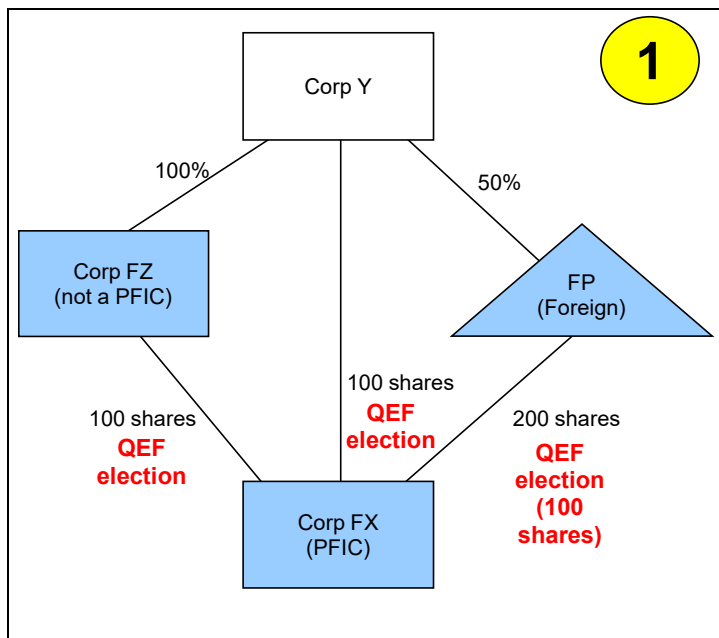 1
Corp Y
100%
50%
Corp FZ
(not a PFIC)
FP
(Foreign)
100 shares
QEF
election
100 shares
QEF
election
200 shares
QEF
election
(100
shares)
Corp FX
(PFIC)